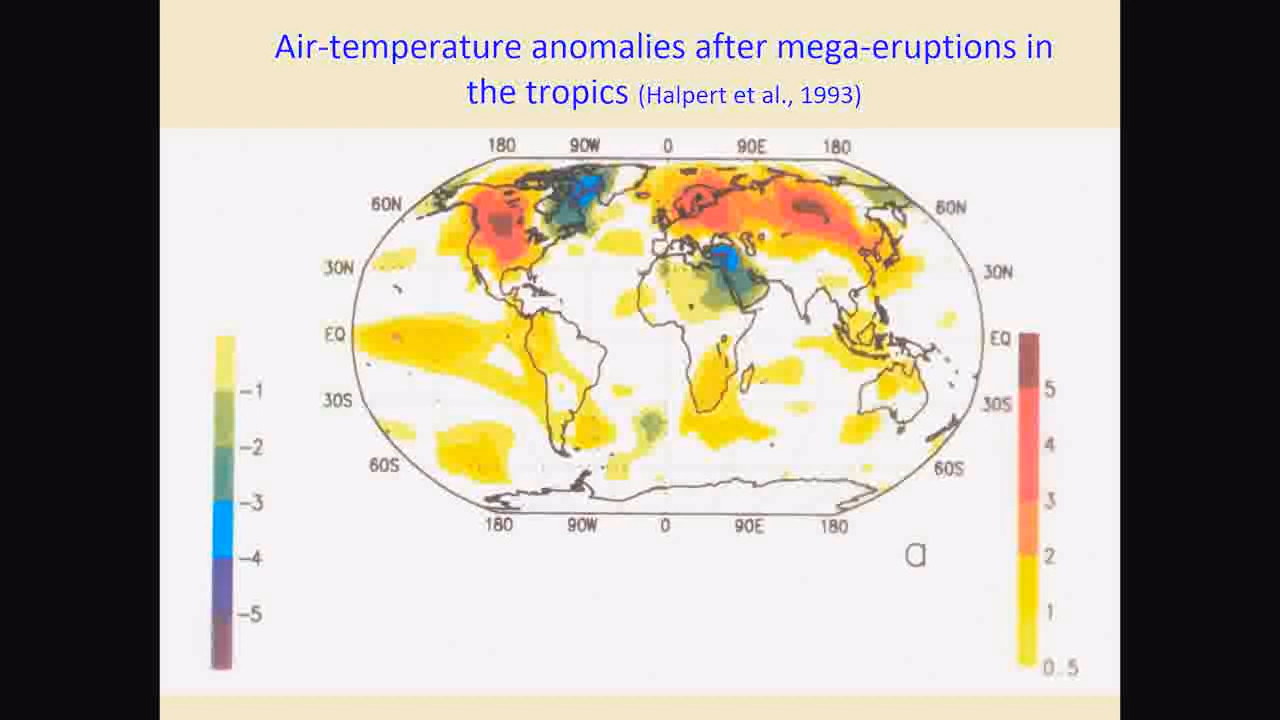 Air-temperature anomalies after mega-eruptions in
the tropics (Halpert et al., 1993)
180 90W 0 90E 180
60N 60N
30N 30N
EQ EQ
30S 30S
60S 60S
180 90W 0 90E 180
a
-1
-2
-3
-4
-5
5
4
3
2
1
0.5